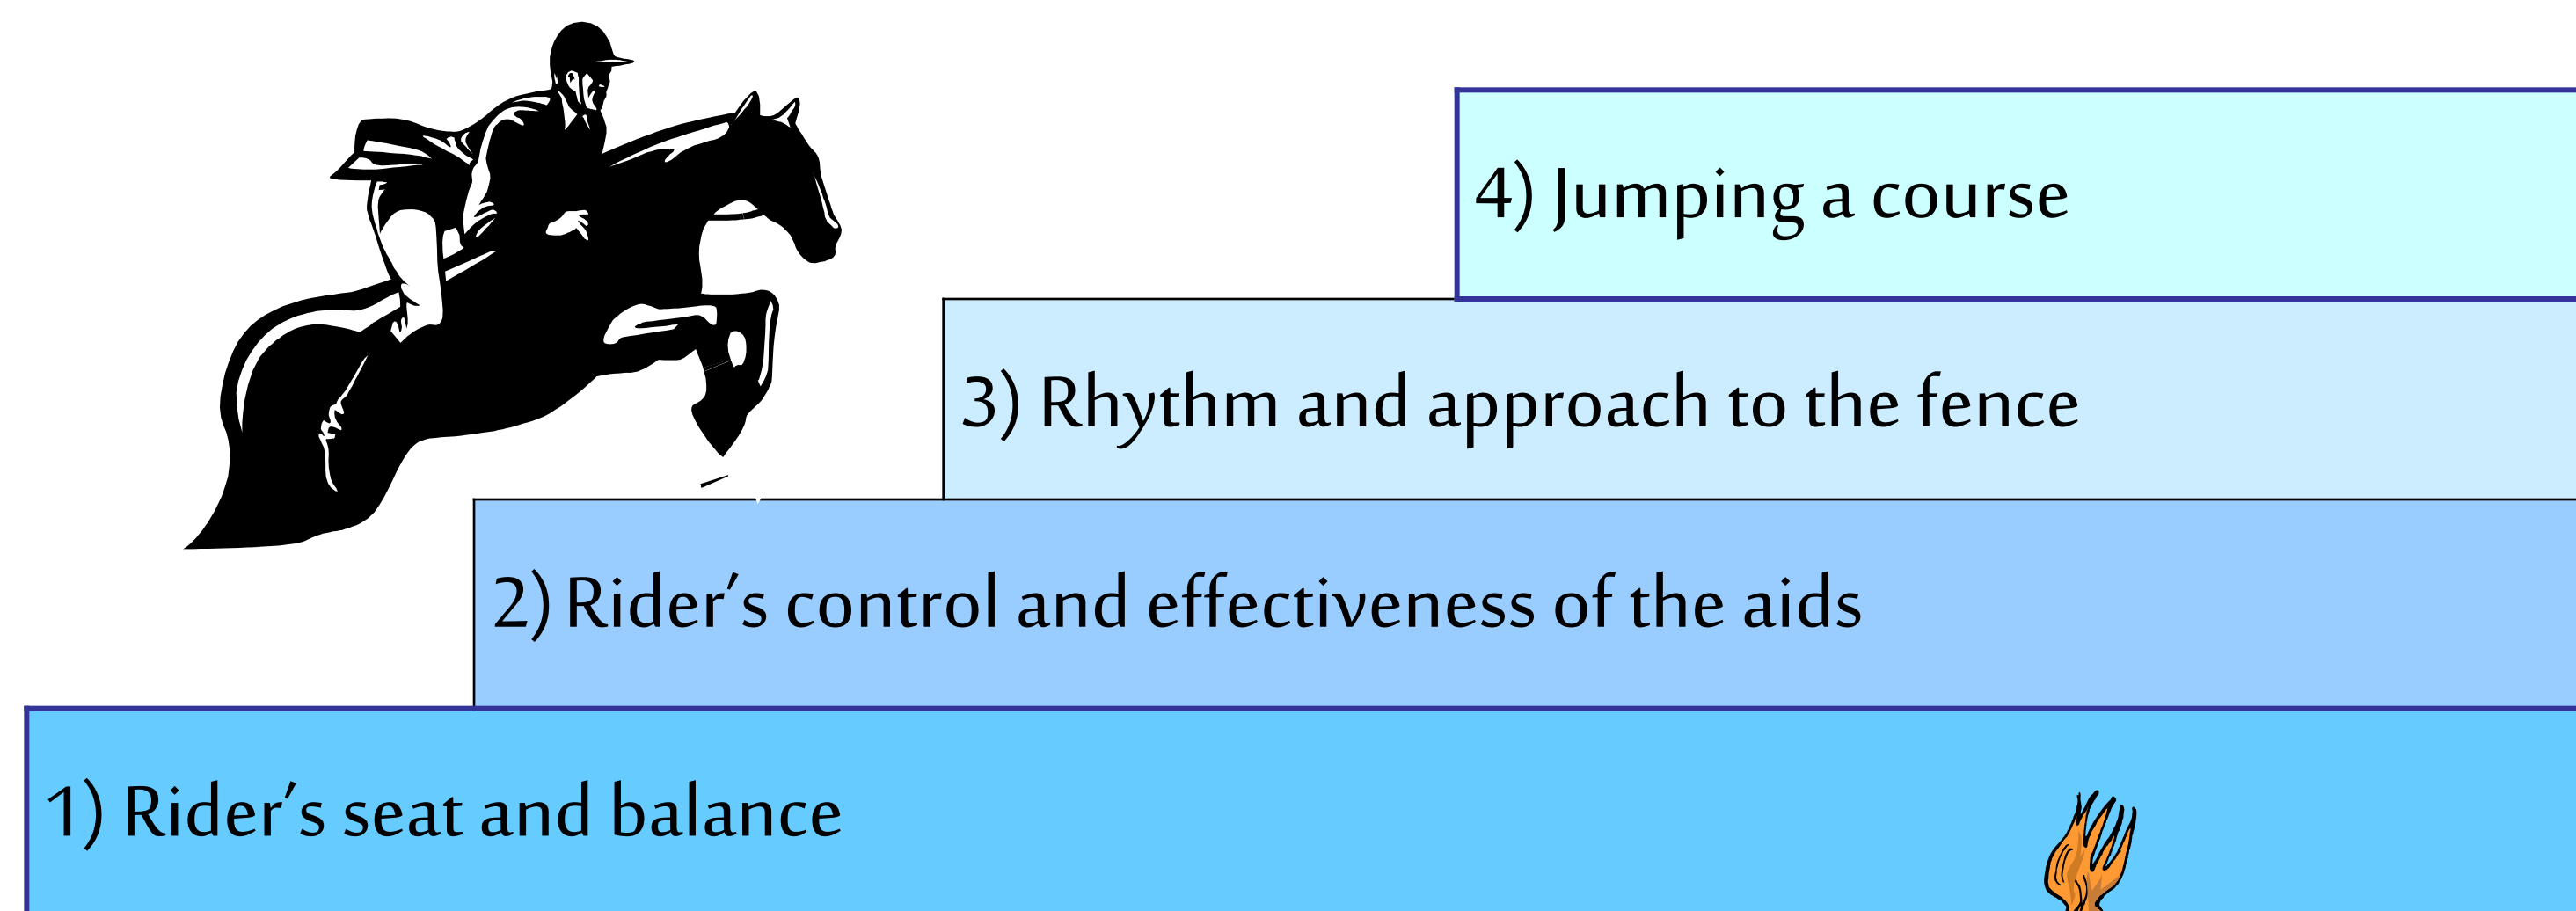 4) Jumping a course
3) Rhythm and approach to the fence
2) Rider’s control and effectiveness of the aids
1) Rider’s seat and balance